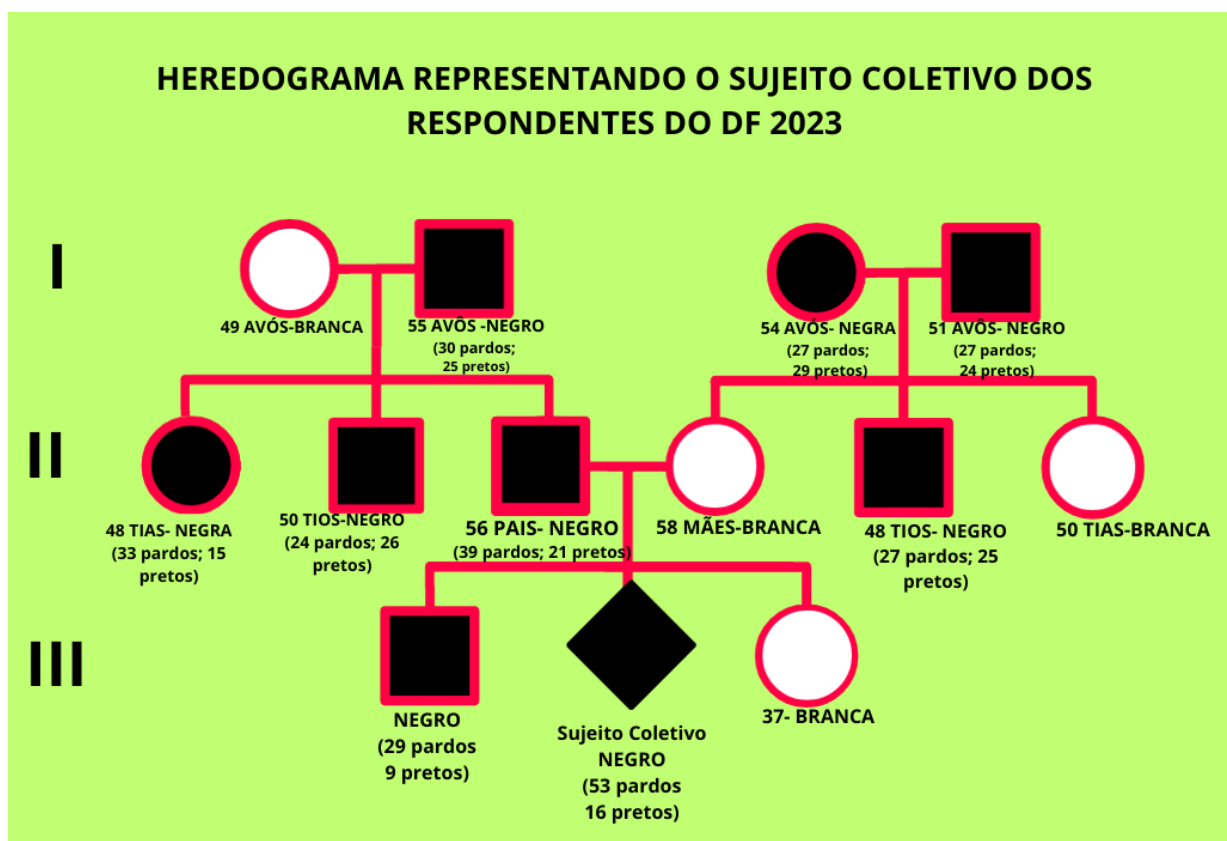 HEREDOGRAMA REPRESENTANDO O SUJEITO COLETIVO DOS
RESPONDENTES DO DF 2023
I
49 AVÓS-BRANCA
55 AVÔS -NEGRO
(30 pardos;
25 pretos)
54 AVÓS- NEGRA
(27 pardos;
29 pretos)
51 AVÔS- NEGRO
(27 pardos;
24 pretos)
II
48 TIAS- NEGRA
(33 pardos; 15
pretos)
50 TIOS-NEGRO
(24 pardos; 26
pretos)
56 PAIS- NEGRO
(39 pardos; 21 pretos)
58 MÃES-BRANCA
48 TIOS- NEGRO
(27 pardos; 25
pretos)
50 TIAS-BRANCA
III
NEGRO
(29 pardos
9 pretos)
Sujeito Coletivo
NEGRO
(53 pardos
16 pretos)
37- BRANCA